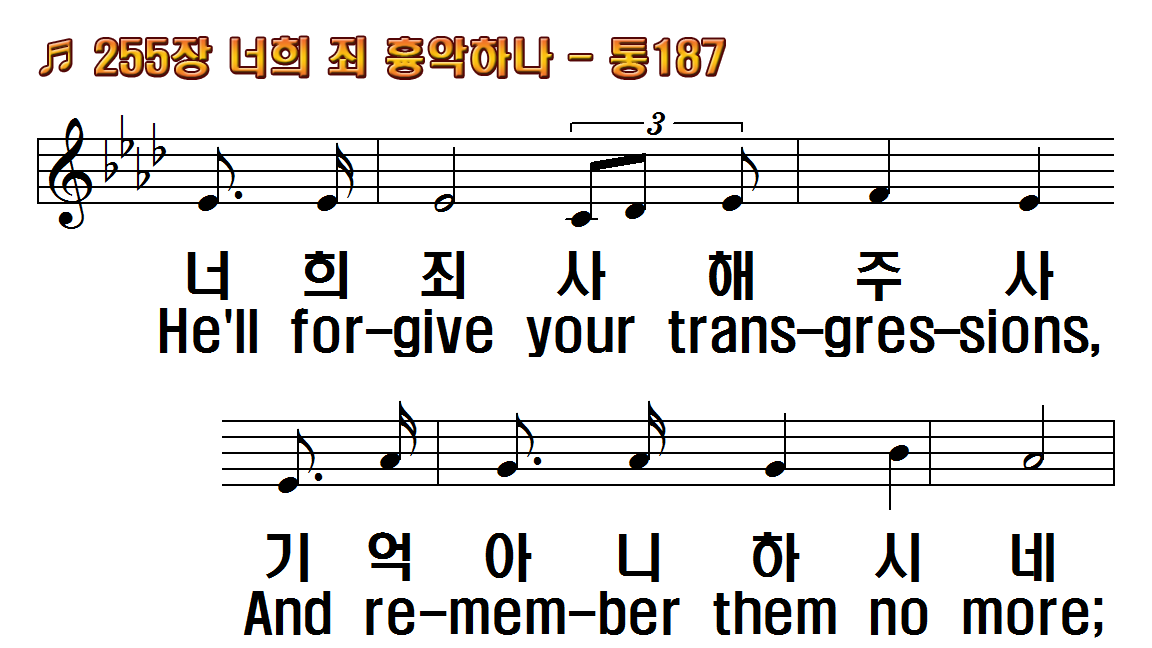 ♬ 255장 너희 죄 흉악하나 - 통187
3
너 희 죄 사 해 주 사
He'll for-give your trans-gres-sions,
기 억 아 니 하 시 네
And re-mem-ber them no more;